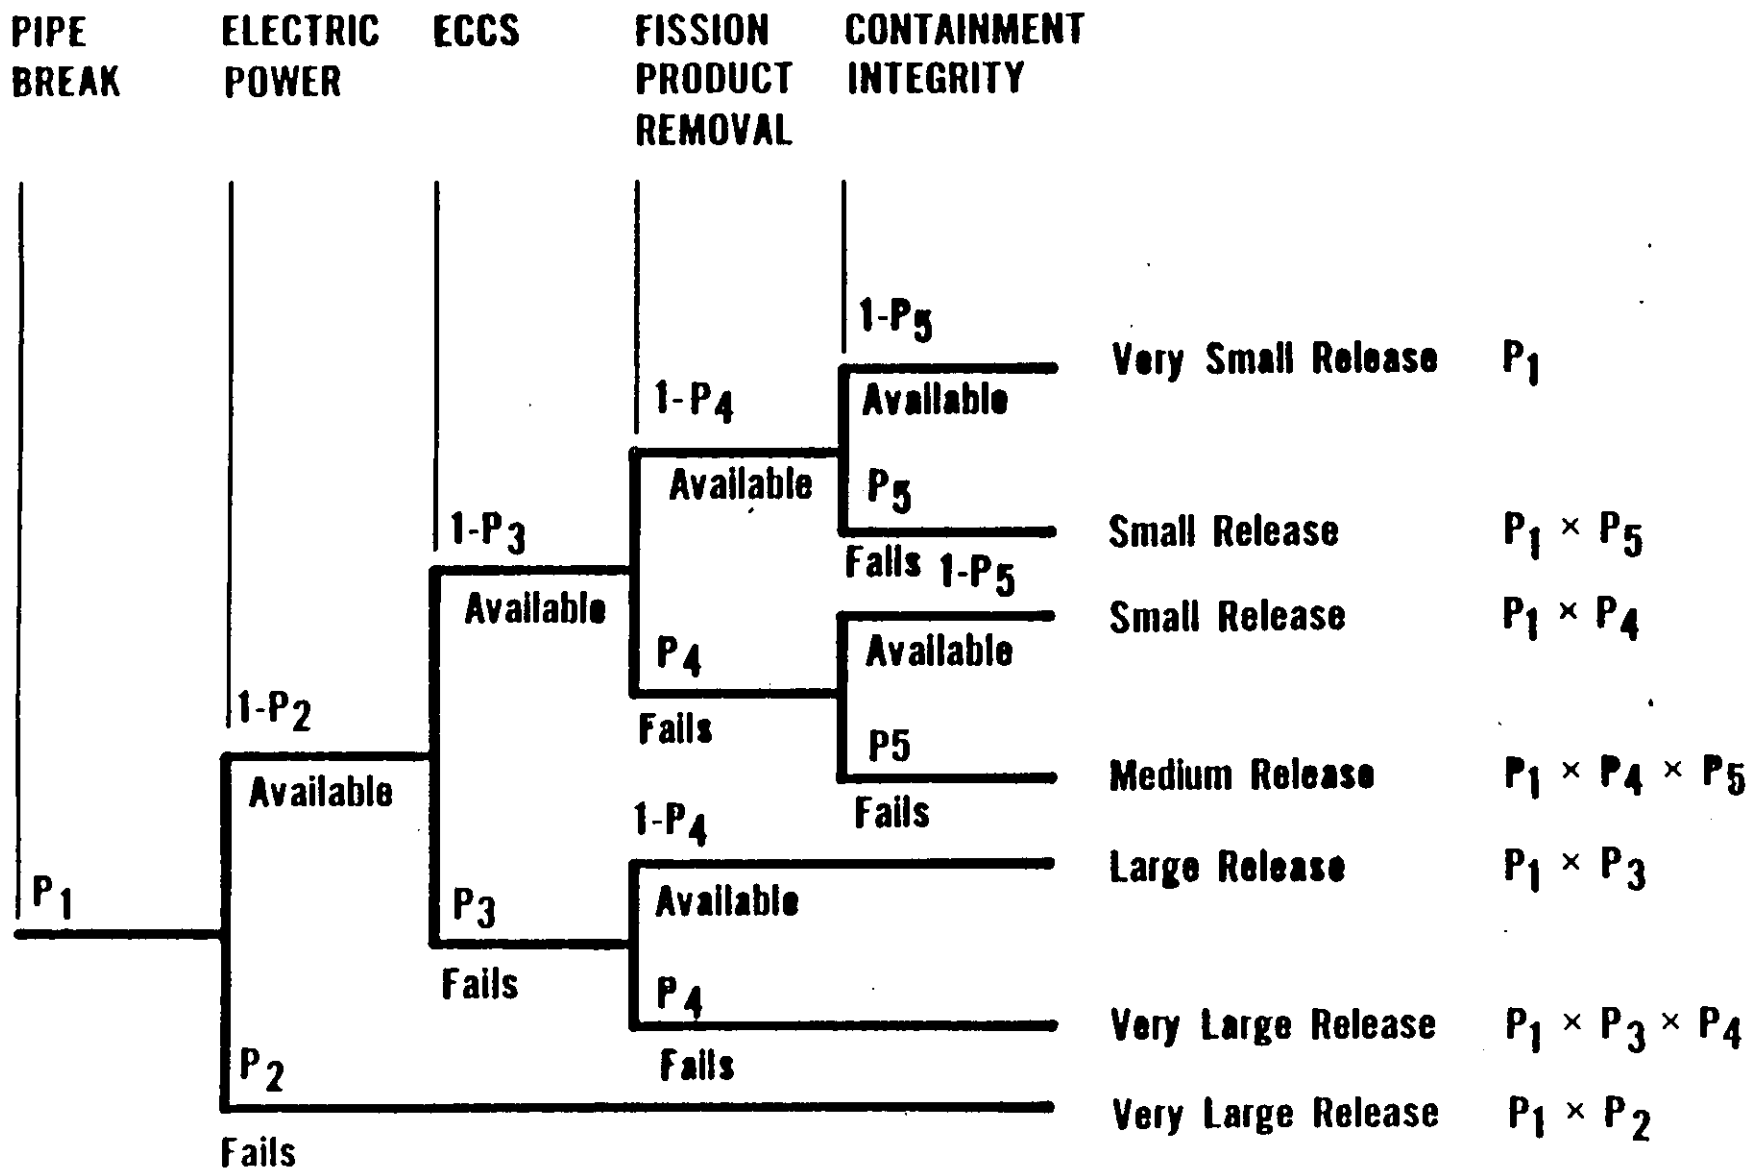 PIPE BREAK
ELECTRIC POWER
ECCS
FISSION PRODUCT REMOVAL
CONTAINMENT INTEGRITY
1-P5
Very Small Release P1
Available
1-P4
Available
P5
Small Release P1 × P5
Fails
1-P3
1-P5
Available
Small Release P1 × P4
Available
P4
Fails
1-P2
P5
Medium Release P1 × P4 × P5
Available
Fails
1-P4
Large Release P1 × P3
P1
P3
Available
Fails
P4
Very Large Release P1 × P3 × P4
Fails
P2
Very Large Release P1 × P2
Fails